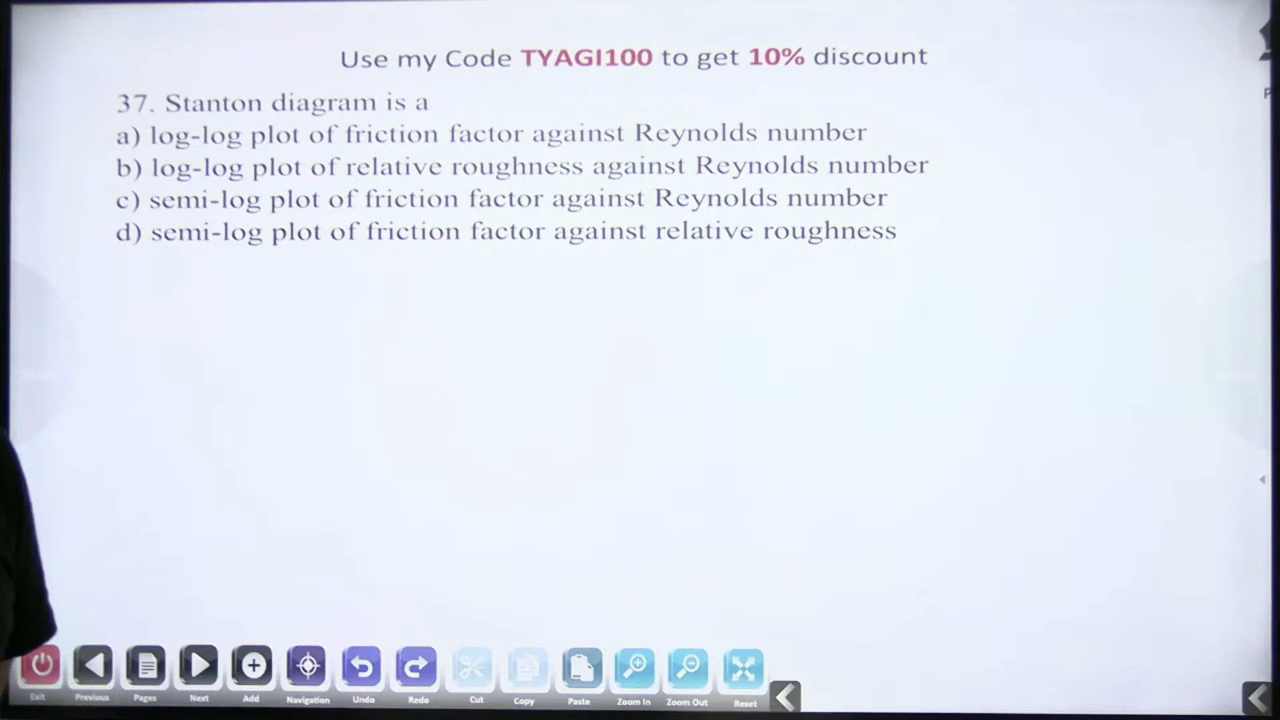 Use my Code TYAGI100 to get 10% discount
37. Stanton diagram is a
a) log-log plot of friction factor against Reynolds number
b) log-log plot of relative roughness against Reynolds number
c) semi-log plot of friction factor against Reynolds number
d) semi-log plot of friction factor against relative roughness
Exit Previous Pages Next Add Navigation Undo Redo Cut Copy Paste Zoom In Zoom Out Reset